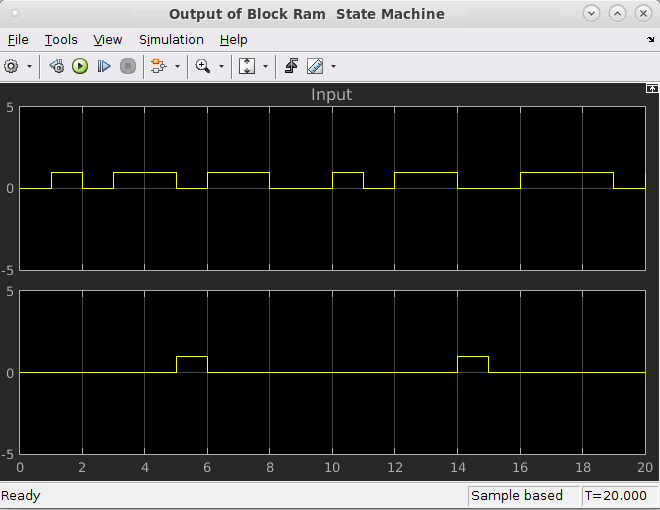 Output of Block Ram  State Machine
File Tools View Simulation Help
Input
5
0
-5
5
0
-5
0 2 4 6 8 10 12 14 16 18 20
Ready Sample based T=20.000